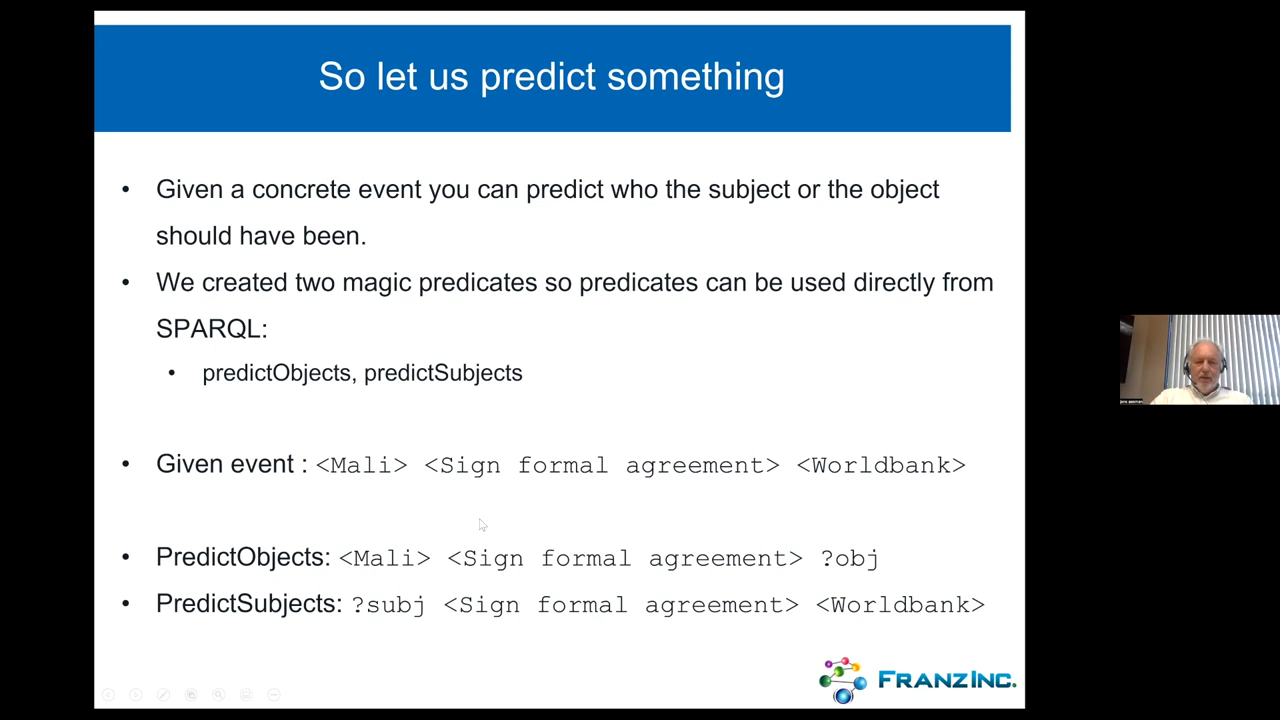 So let us predict something
• Given a concrete event you can predict who the subject or the object
should have been.
• We created two magic predicates so predicates can be used directly from
SPARQL:
• predictObjects, predictSubjects
• Given event : <Mali> <Sign formal agreement> <Worldbank>
• PredictObjects: <Mali> <Sign formal agreement> ?obj
• PredictSubjects: ?subj <Sign formal agreement> <Worldbank>
FRANZ INC.